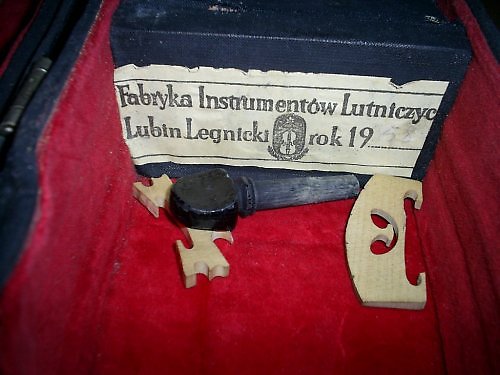 Fabryka Instrumentów Lutniczyc
Lubin Legnicki rok 19